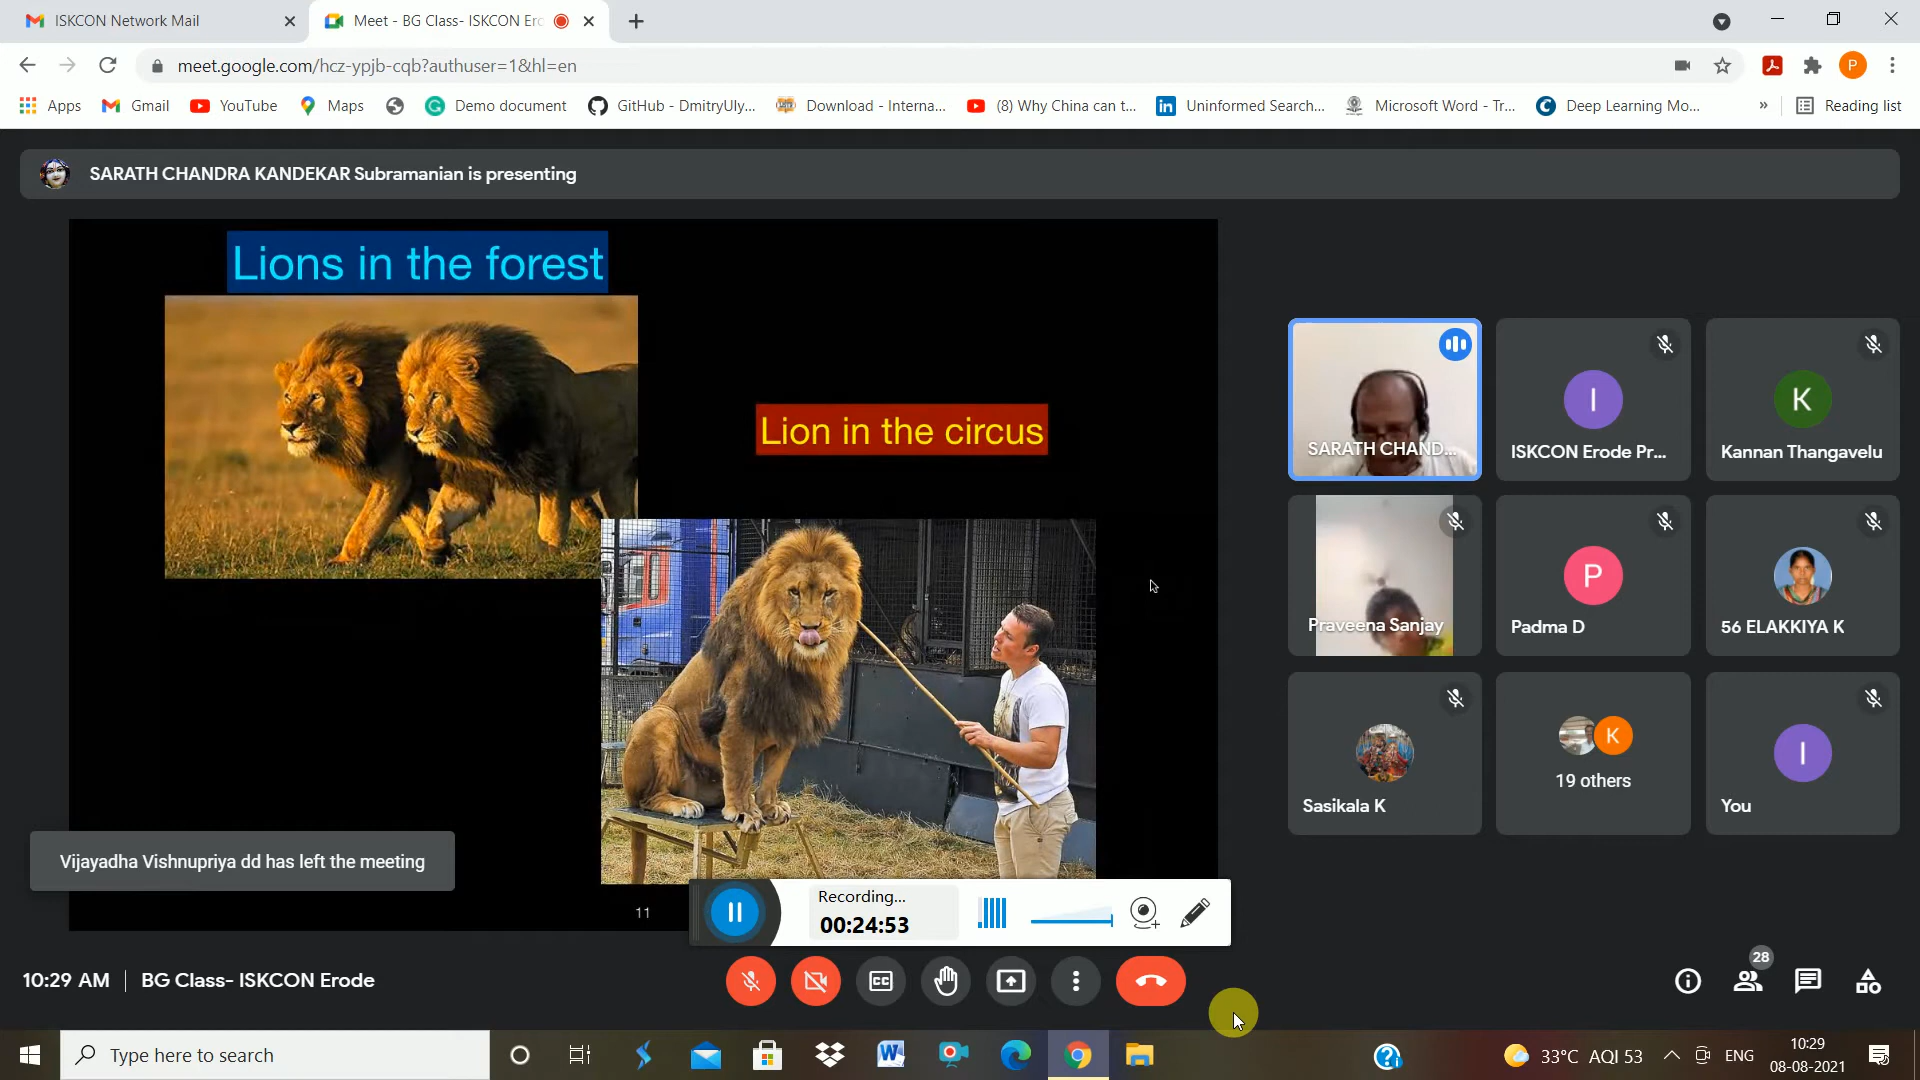 ISKCON Network Mail
Meet - BG Class- ISKCON Erc
meet.google.com/hcz-ypjb-cqb?authuser=1&hl=en
P
Apps
Gmail
YouTube
Maps
Demo document
GitHub - DmitryUly...
Download - Interna...
(8) Why China can t...
Uninformed Search...
Microsoft Word - Tr...
Deep Learning Mo...
»
Reading list
SARATH CHANDRA KANDEKAR Subramanian is presenting
Lions in the forest
Lion in the circus
11
SARATH CHAND...
I
ISKCON Erode Pr...
K
Kannan Thangavelu
Praveena Sanjay
P
Padma D
56 ELAKKIYA K
Sasikala K
K
19 others
I
You
Vijayadha Vishnupriya dd has left the meeting
Recording...
00:24:53
10:29 AM | BG Class- ISKCON Erode
28
Type here to search
33°C AQI 53
ENG
10:29
08-08-2021